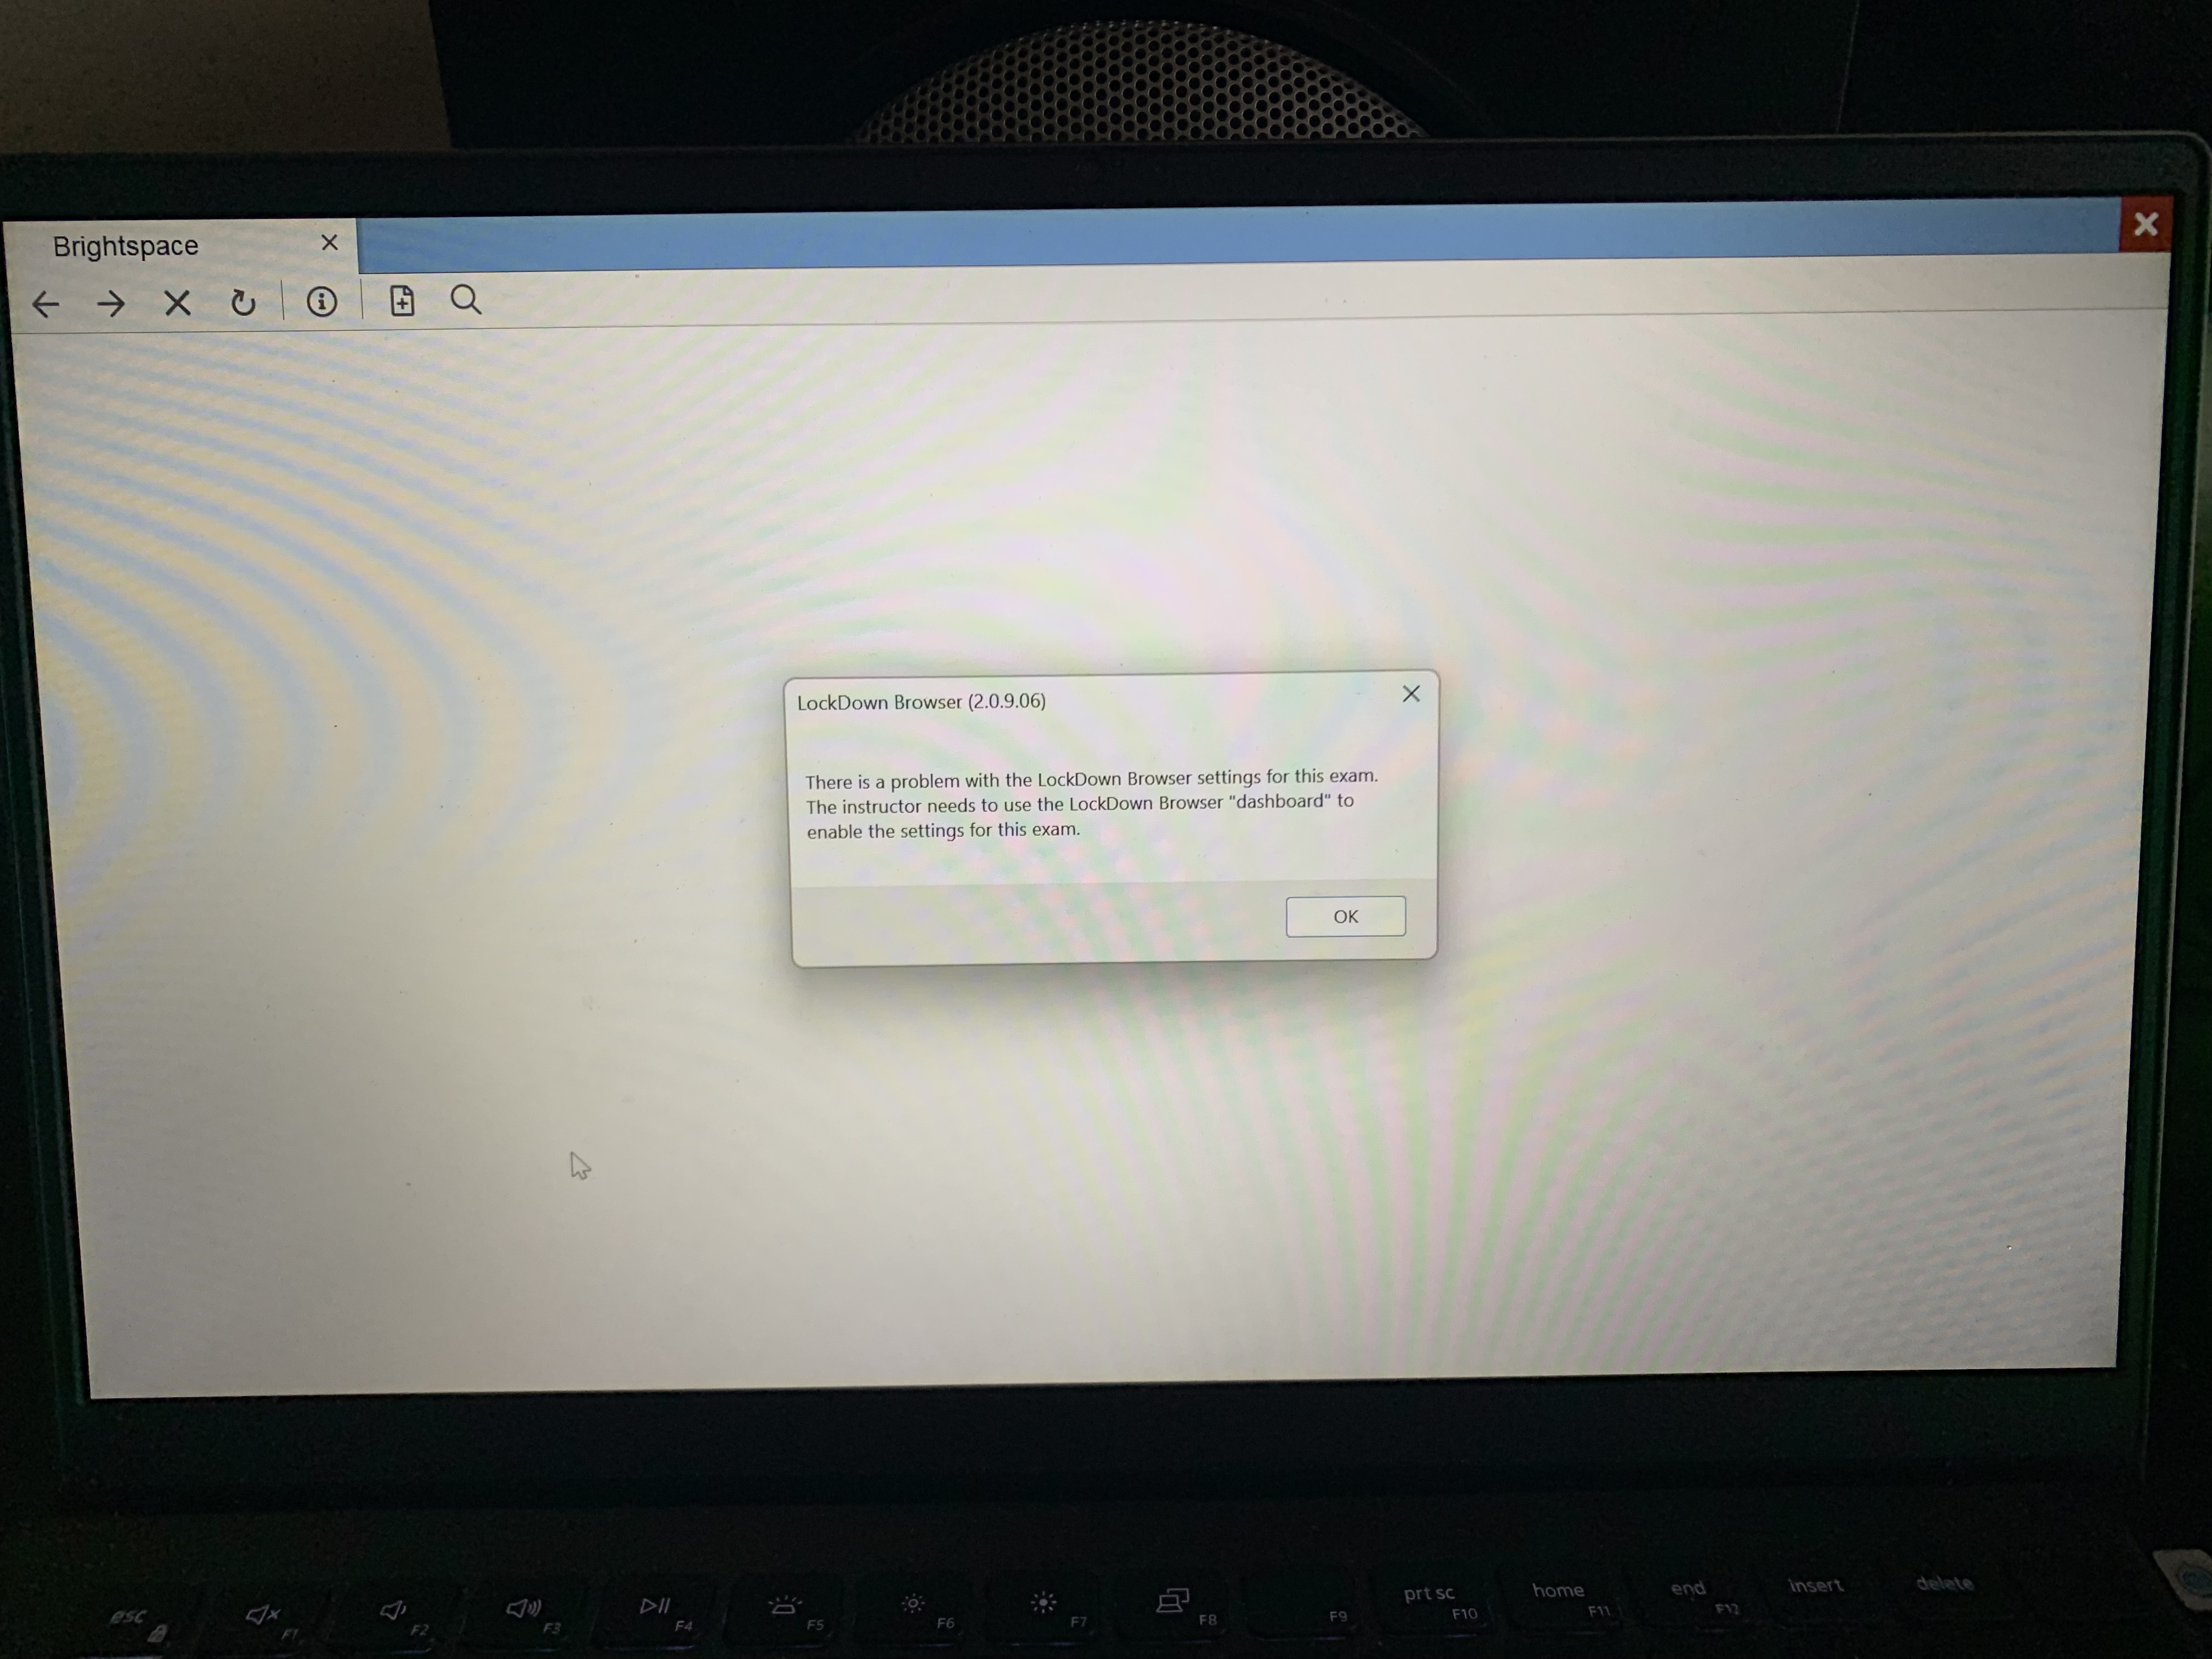 Brightspace
LockDown Browser (2.0.9.06)
There is a problem with the LockDown Browser settings for this exam.
The instructor needs to use the LockDown Browser "dashboard" to
enable the settings for this exam.
OK
esc
F1
F2
F3
F4
F5
F6
F7
F8
F9
prt sc
F10
home
F11
end
F12
insert
delete